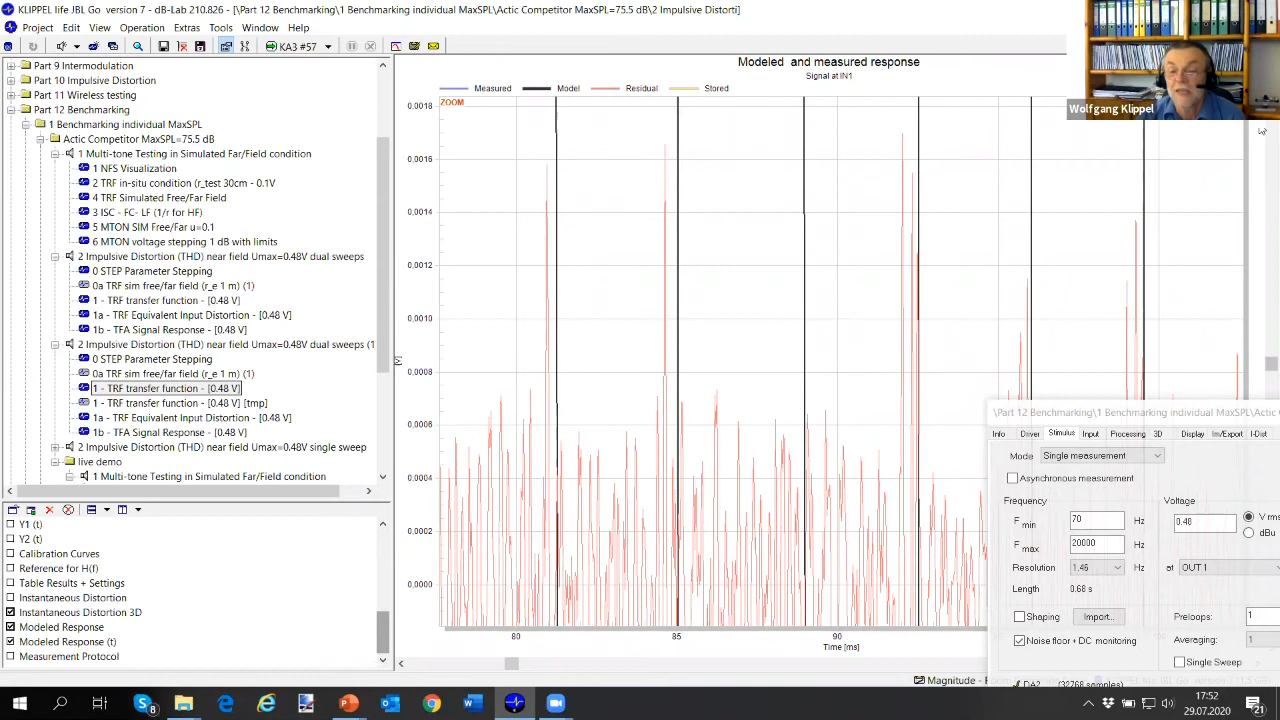 KLIPPEL life JBL Go  version 7 - dB-Lab 210.826 - [\Part 12 Benchmarking\1 Benchmarking individual MaxSPL\Actic Competitor MaxSPL=75.5 dB\2 Impulsive Distorti]
Project Edit View Operation Extras Tools Window Help
KA3 #57
Part 9 Intermodulation
Part 10 Impulsive Distortion
Part 11 Wireless testing
Part 12 Benchmarking
1 Benchmarking individual MaxSPL
Actic Competitor MaxSPL=75.5 dB
1 Multi-tone Testing in Simulated Far/Field condition
1 NFS Visualization
2 TRF in-situ condition (r_test 30cm - 0.1V
4 TRF Simulated Free/Far Field
3 ISC - FC- LF (1/r for HF)
5 MTON SIM Free/Far u=0.1
6 MTON voltage stepping 1 dB with limits
2 Impulsive Distortion (THD) near field Umax=0.48V dual sweeps
0 STEP Parameter Stepping
0a TRF sim free/far field (r_e 1 m) (1)
1 - TRF transfer function - [0.48 V]
1a - TRF Equivalent Input Distortion - [0.48 V]
1b - TFA Signal Response - [0.48 V]
2 Impulsive Distortion (THD) near field Umax=0.48V dual sweeps (1
0 STEP Parameter Stepping
0a TRF sim free/far field (r_e 1 m) (1)
1 - TRF transfer function - [0.48 V]
1 - TRF transfer function - [0.48 V] [tmp]
1a - TRF Equivalent Input Distortion - [0.48 V]
1b - TFA Signal Response - [0.48 V]
2 Impulsive Distortion (THD) near field Umax=0.48V single sweep
live demo
1 Multi-tone Testing in Simulated Far/Field condition
Y1 (t)
Y2 (t)
Calibration Curves
Reference for H(f)
Table Results + Settings
Instantaneous Distortion
Instantaneous Distortion 3D
Modeled Response
Modeled Response (t)
Measurement Protocol
Modeled and measured response
Signal at IN1
Measured Model Residual Stored
ZOOM
0,0018
0,0016
0,0014
0,0012
0,0010
0,0008
0,0006
0,0004
0,0002
0,0000
[V]
80 85 90
Time [ms]
Wolfgang Klippel
\Part 12 Benchmarking\1 Benchmarking individual MaxSPL\Actic
Info Driver Stimulus Input Processing 3D Display Im/Export I-Dist
Mode Single measurement
Asynchronous measurement
Frequency Voltage
F min 70 Hz 0.48 V rms
F max 20000 Hz dBu
Resolution 1.46 Hz at OUT 1
Length 0.68 s
Shaping Import... Preloops: 1
Noise floor + DC monitoring Averaging: 1
Single Sweep
DA2 (32768 samples)
Magnitude
8
17:52
29.07.2020
21